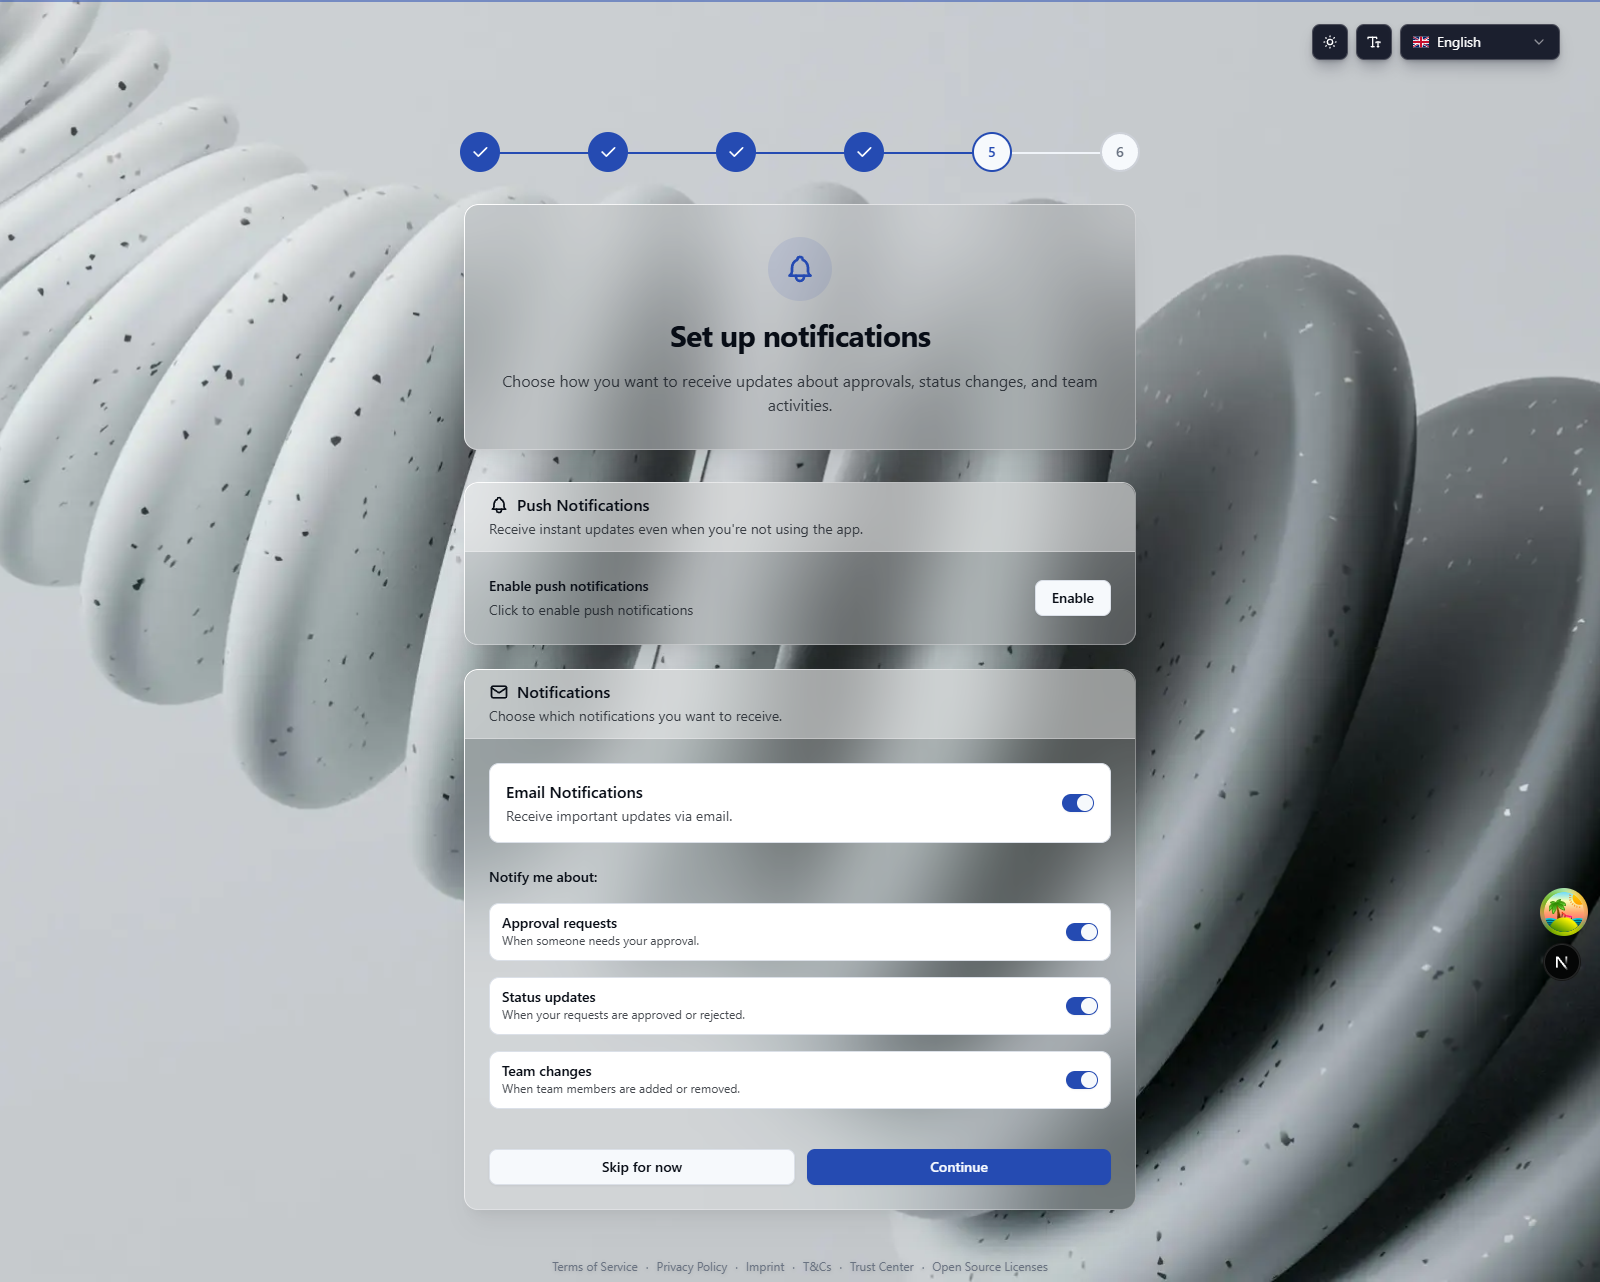 English
5
6
Set up notifications
Choose how you want to receive updates about approvals, status changes, and team
activities.
Push Notifications
Receive instant updates even when you're not using the app.
Enable push notifications
Click to enable push notifications
Enable
Notifications
Choose which notifications you want to receive.
Email Notifications
Receive important updates via email.
Notify me about:
Approval requests
When someone needs your approval.
Status updates
When your requests are approved or rejected.
Team changes
When team members are added or removed.
Skip for now
Continue
Terms of Service · Privacy Policy · Imprint · T&Cs · Trust Center · Open Source Licenses